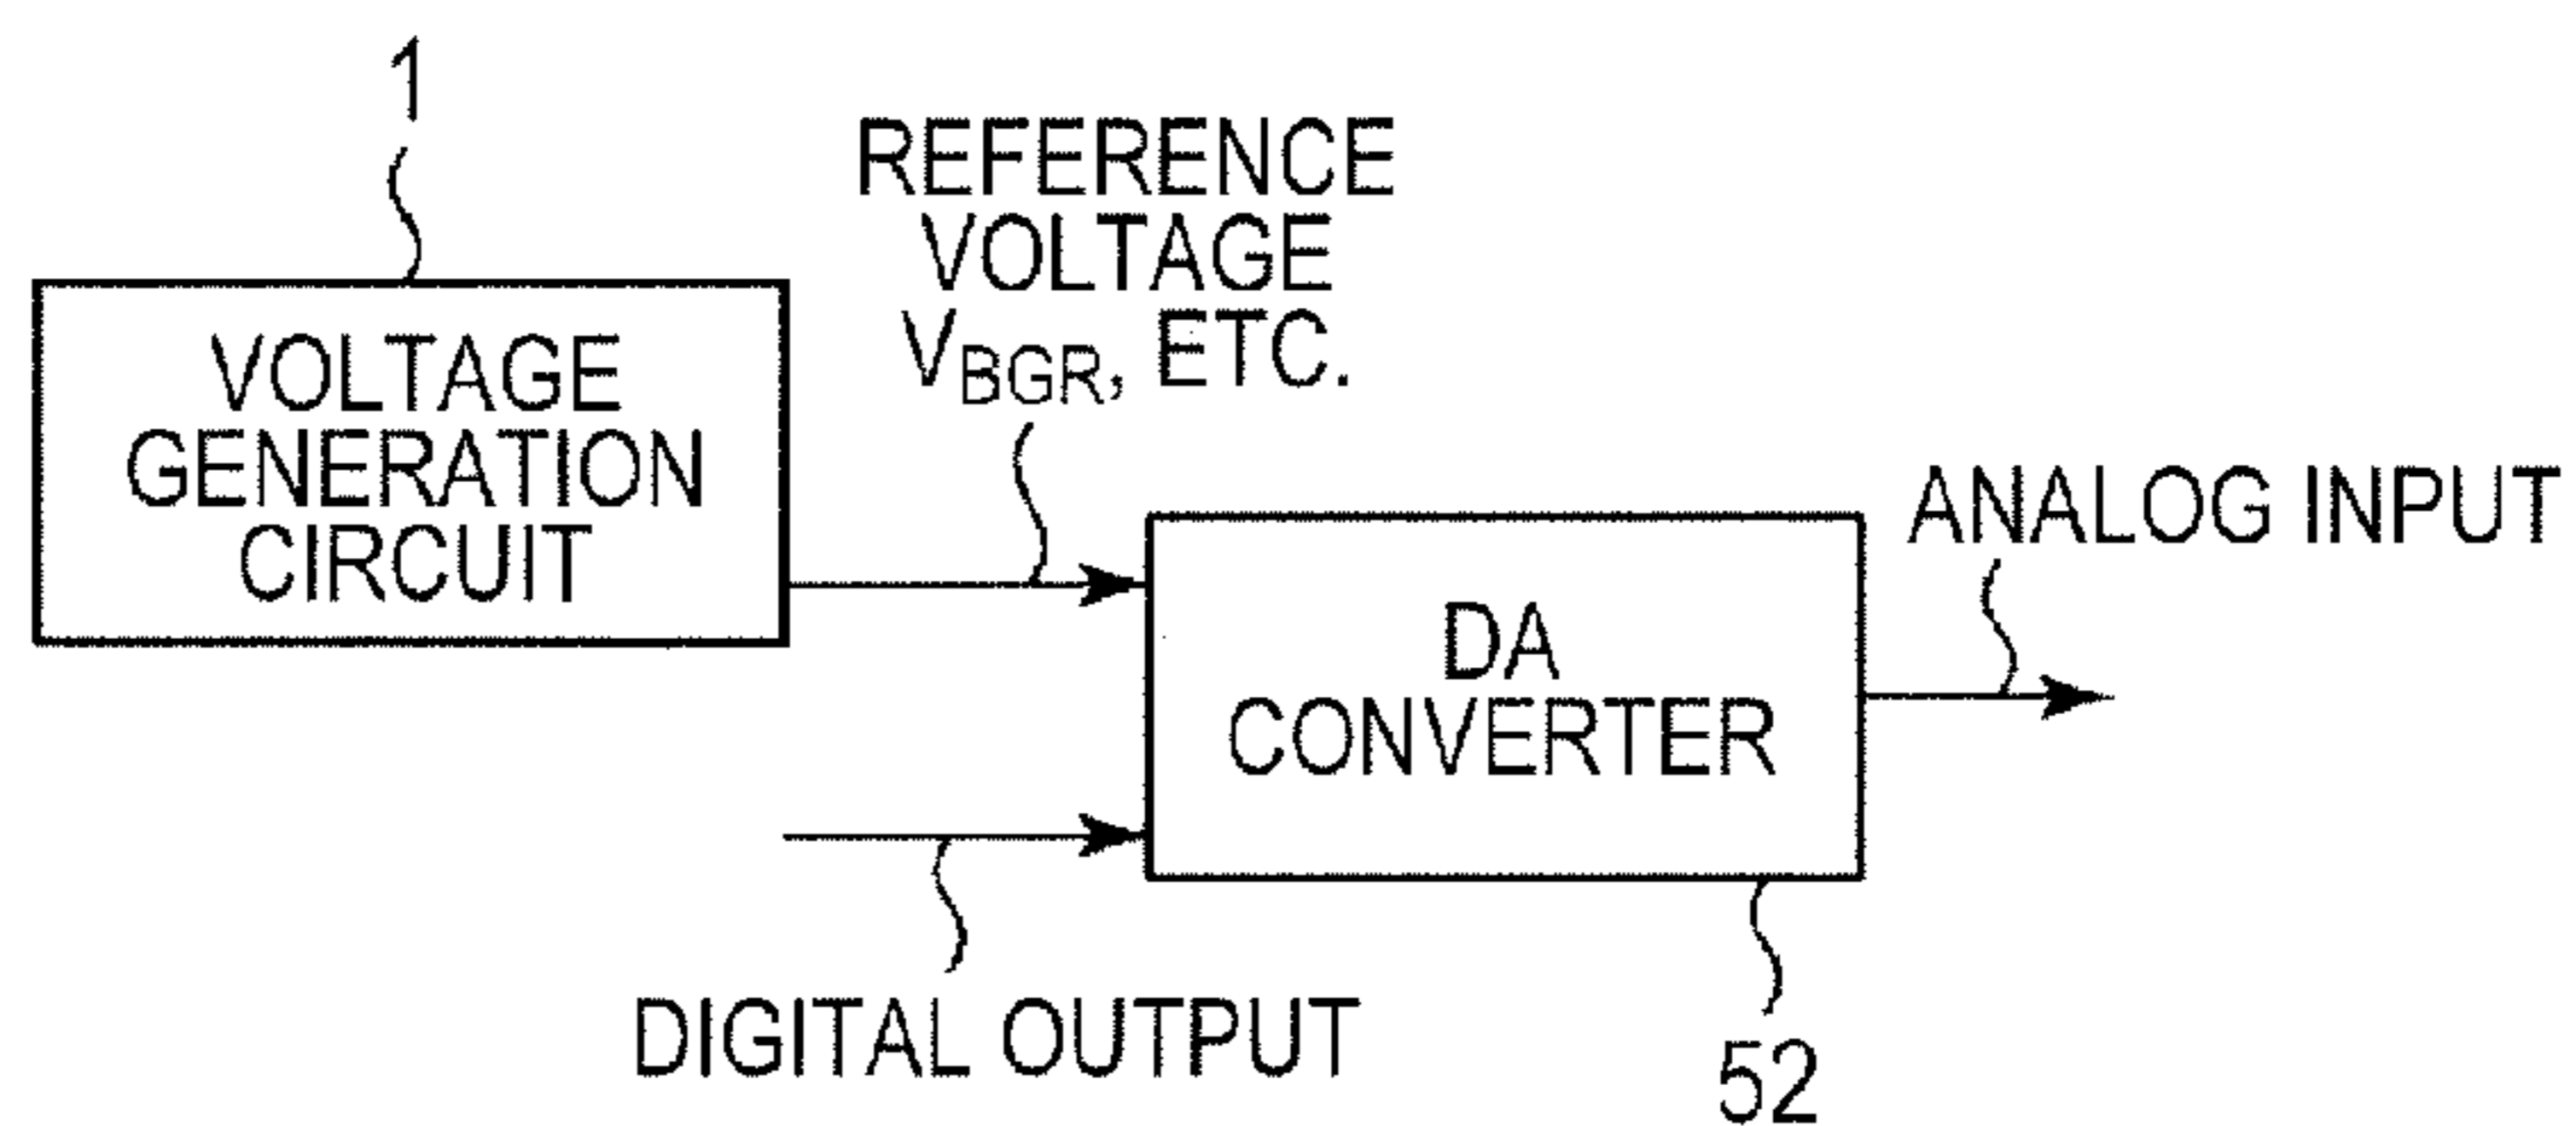 1
REFERENCE
VOLTAGE
VBGR, ETC.
VOLTAGE
GENERATION
CIRCUIT
ANALOG INPUT
DA
CONVERTER
DIGITAL OUTPUT
52